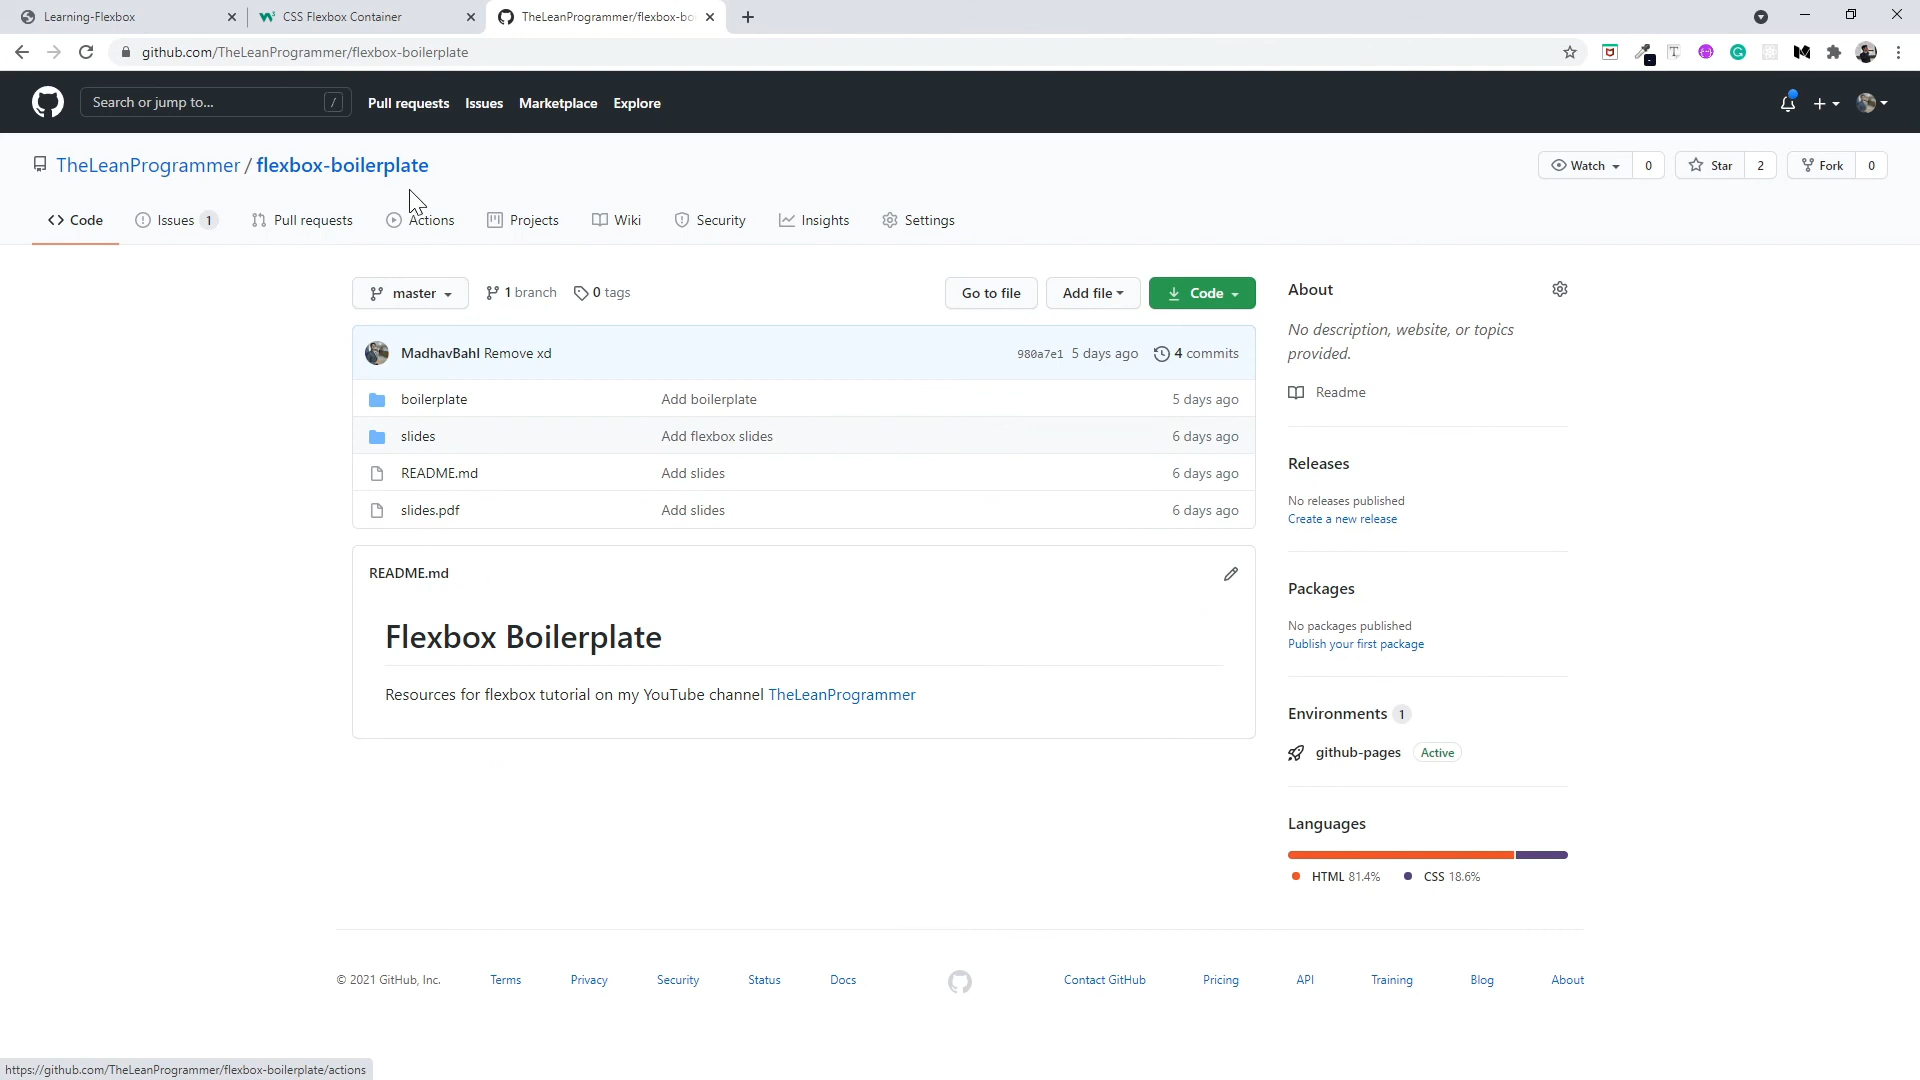 Learning-Flexbox
CSS Flexbox Container
TheLeanProgrammer/flexbox-bo
github.com/TheLeanProgrammer/flexbox-boilerplate
Search or jump to... /
Pull requests Issues Marketplace Explore
TheLeanProgrammer / flexbox-boilerplate
Watch 0
Star 2
Fork 0
Code
Issues 1
Pull requests
Actions
Projects
Wiki
Security
Insights
Settings
master
1 branch
0 tags
Go to file
Add file
Code
MadhavBahl Remove xd 980a7e1 5 days ago 4 commits
boilerplate Add boilerplate 5 days ago
slides Add flexbox slides 6 days ago
README.md Add slides 6 days ago
slides.pdf Add slides 6 days ago
README.md
Flexbox Boilerplate
Resources for flexbox tutorial on my YouTube channel TheLeanProgrammer
About
No description, website, or topics
provided.
Readme
Releases
No releases published
Create a new release
Packages
No packages published
Publish your first package
Environments 1
github-pages Active
Languages
HTML 81.4% CSS 18.6%
© 2021 GitHub, Inc. Terms Privacy Security Status Docs Contact GitHub Pricing API Training Blog About
https://github.com/TheLeanProgrammer/flexbox-boilerplate/actions